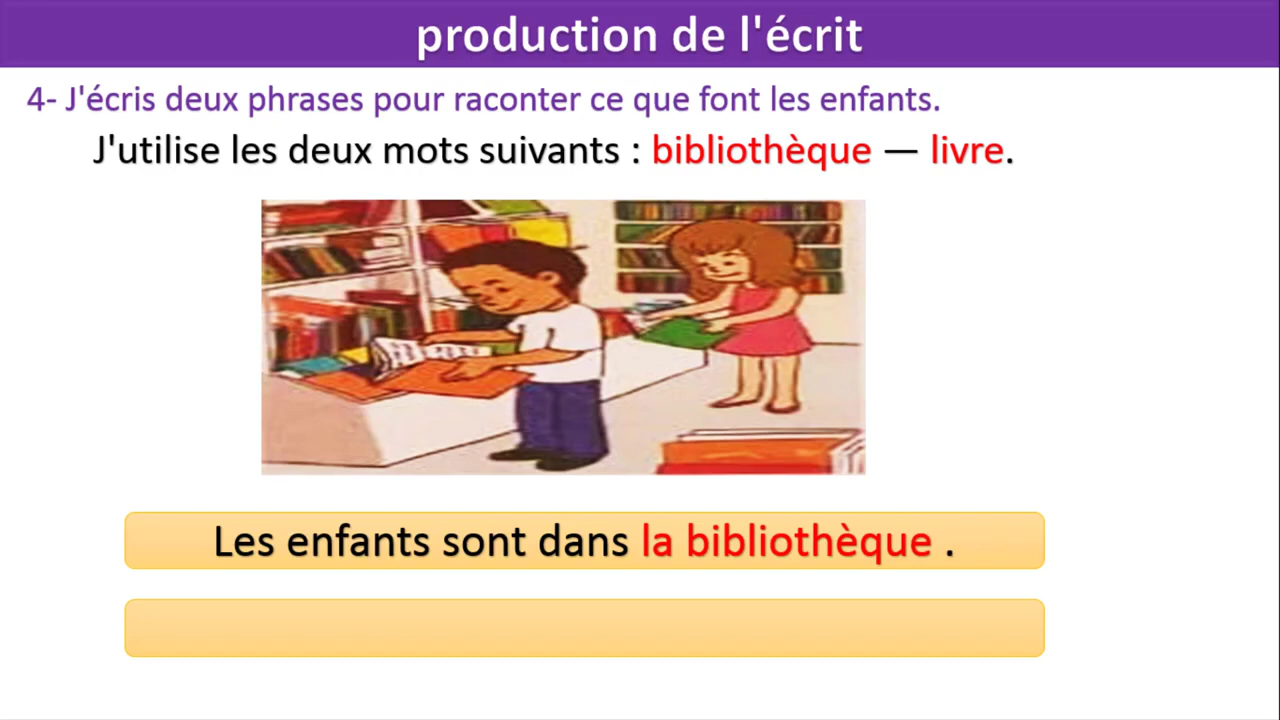 production de l'écrit
4- J'écris deux phrases pour raconter ce que font les enfants.
J'utilise les deux mots suivants : bibliothèque — livre.
Les enfants sont dans la bibliothèque .